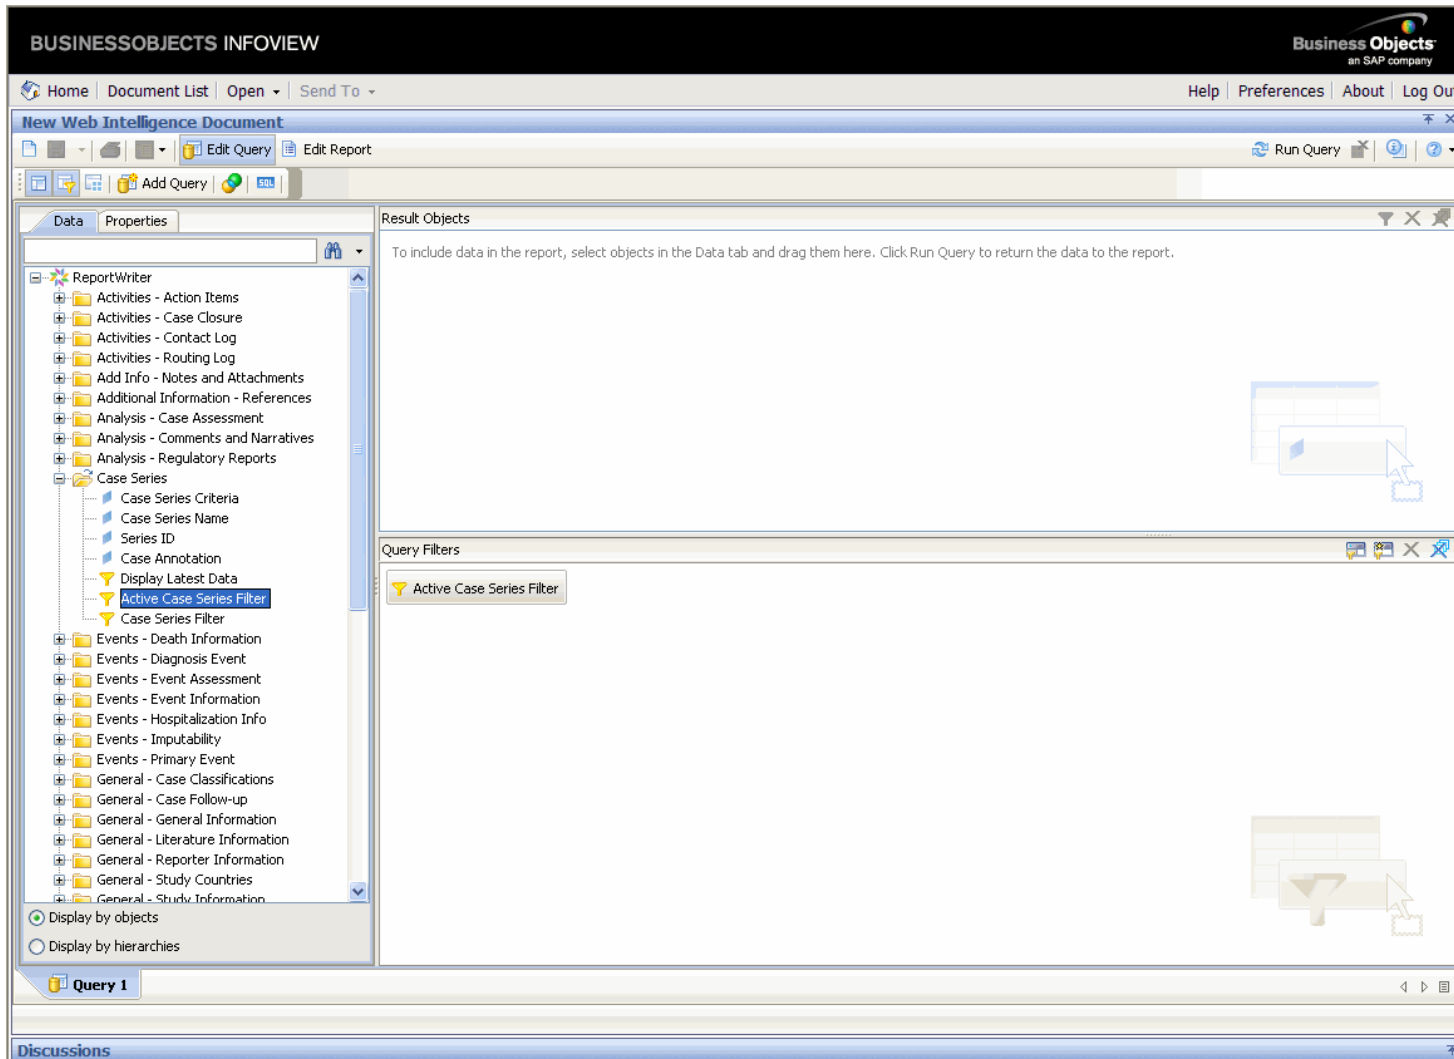 BUSINESSOBJECTS INFOVIEW
Business Objects
an SAP company
Home Document List Open Send To Help Preferences About Log Ou
New Web Intelligence Document
Edit Query Edit Report Run Query
Add Query SQL
Data Properties
Result Objects
To include data in the report, select objects in the Data tab and drag them here. Click Run Query to return the data to the report.
ReportWriter
Activities - Action Items
Activities - Case Closure
Activities - Contact Log
Activities - Routing Log
Add Info - Notes and Attachments
Additional Information - References
Analysis - Case Assessment
Analysis - Comments and Narratives
Analysis - Regulatory Reports
Case Series
Case Series Criteria
Case Series Name
Series ID
Case Annotation
Display Latest Data
Active Case Series Filter
Case Series Filter
Events - Death Information
Events - Diagnosis Event
Events - Event Assessment
Events - Event Information
Events - Hospitalization Info
Events - Imputability
Events - Primary Event
General - Case Classifications
General - Case Follow-up
General - General Information
General - Literature Information
General - Reporter Information
General - Study Countries
General - Study Information
Display by objects
Display by hierarchies
Query Filters
Active Case Series Filter
Query 1
Discussions